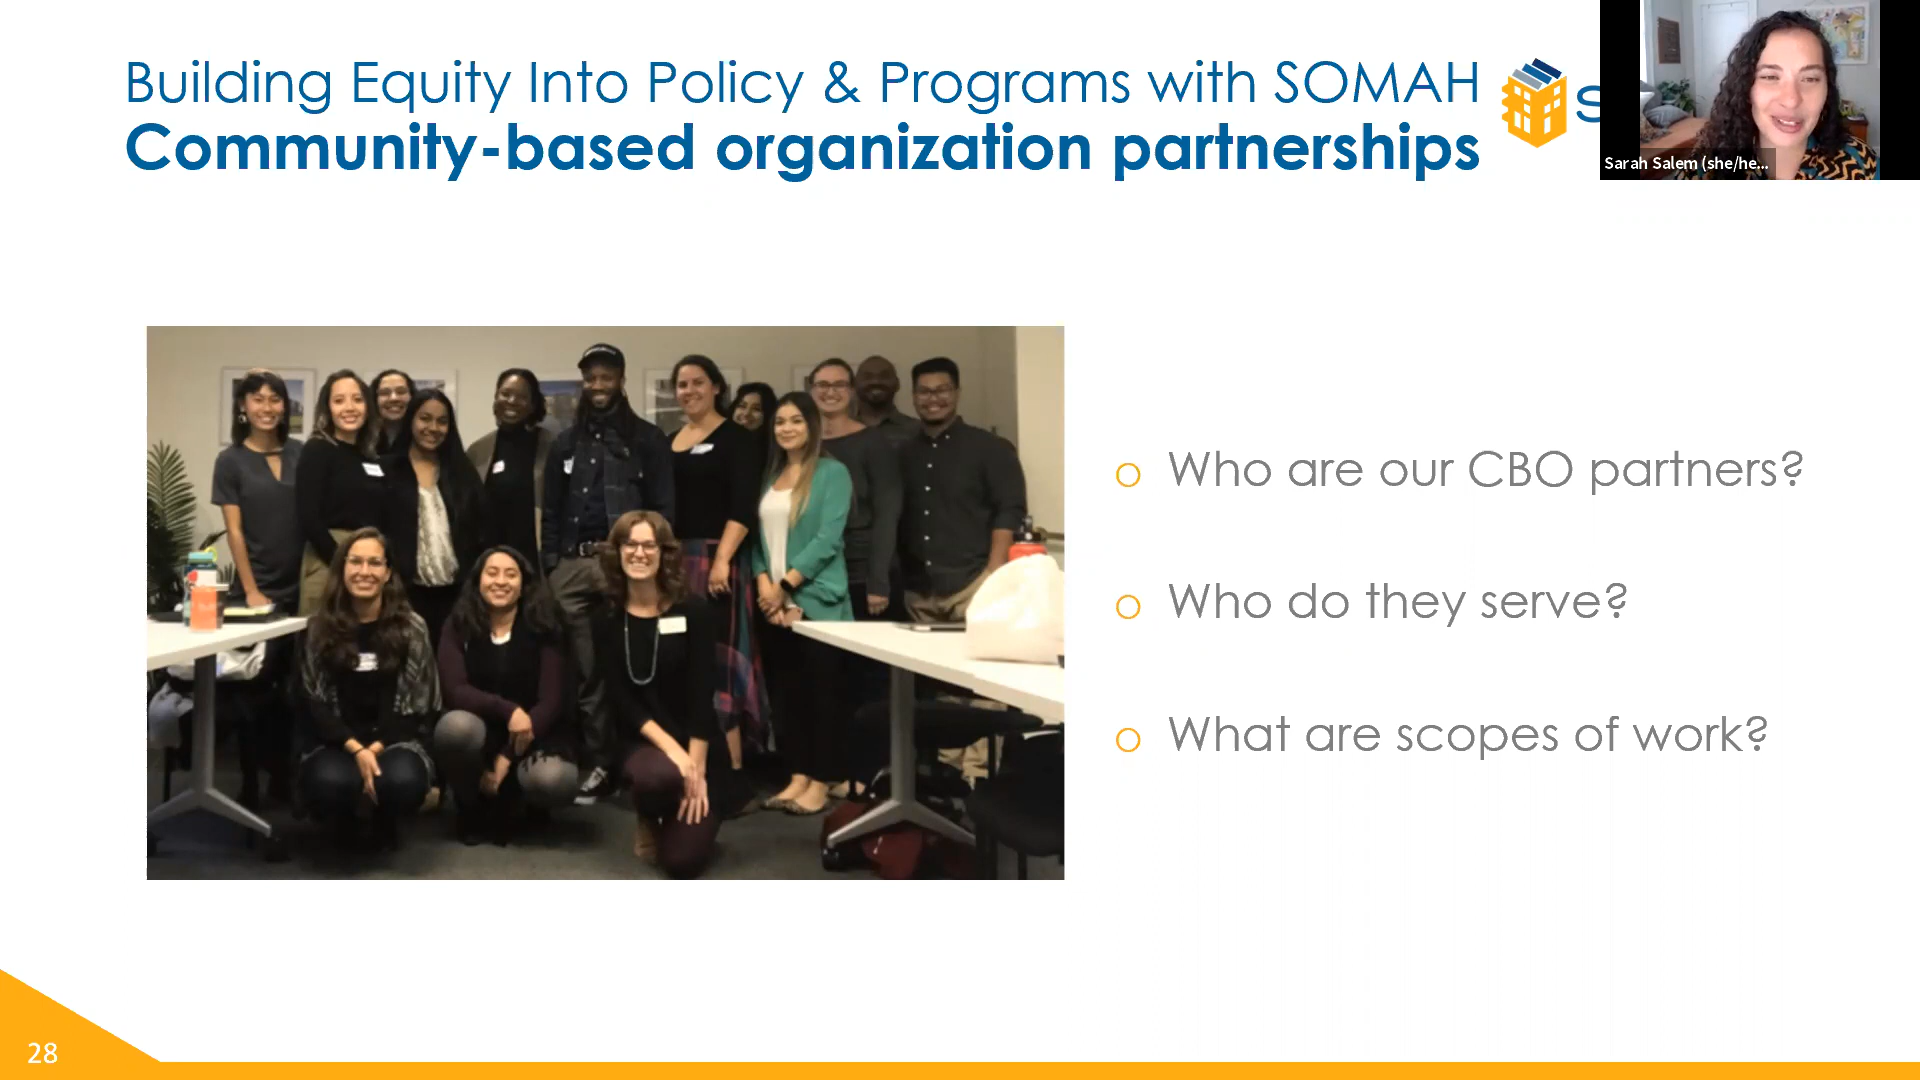 Building Equity Into Policy & Programs with SOMAH
Community-based organization partnerships
S
Sarah Salem (she/he...
o Who are our CBO partners?
o Who do they serve?
o What are scopes of work?
28